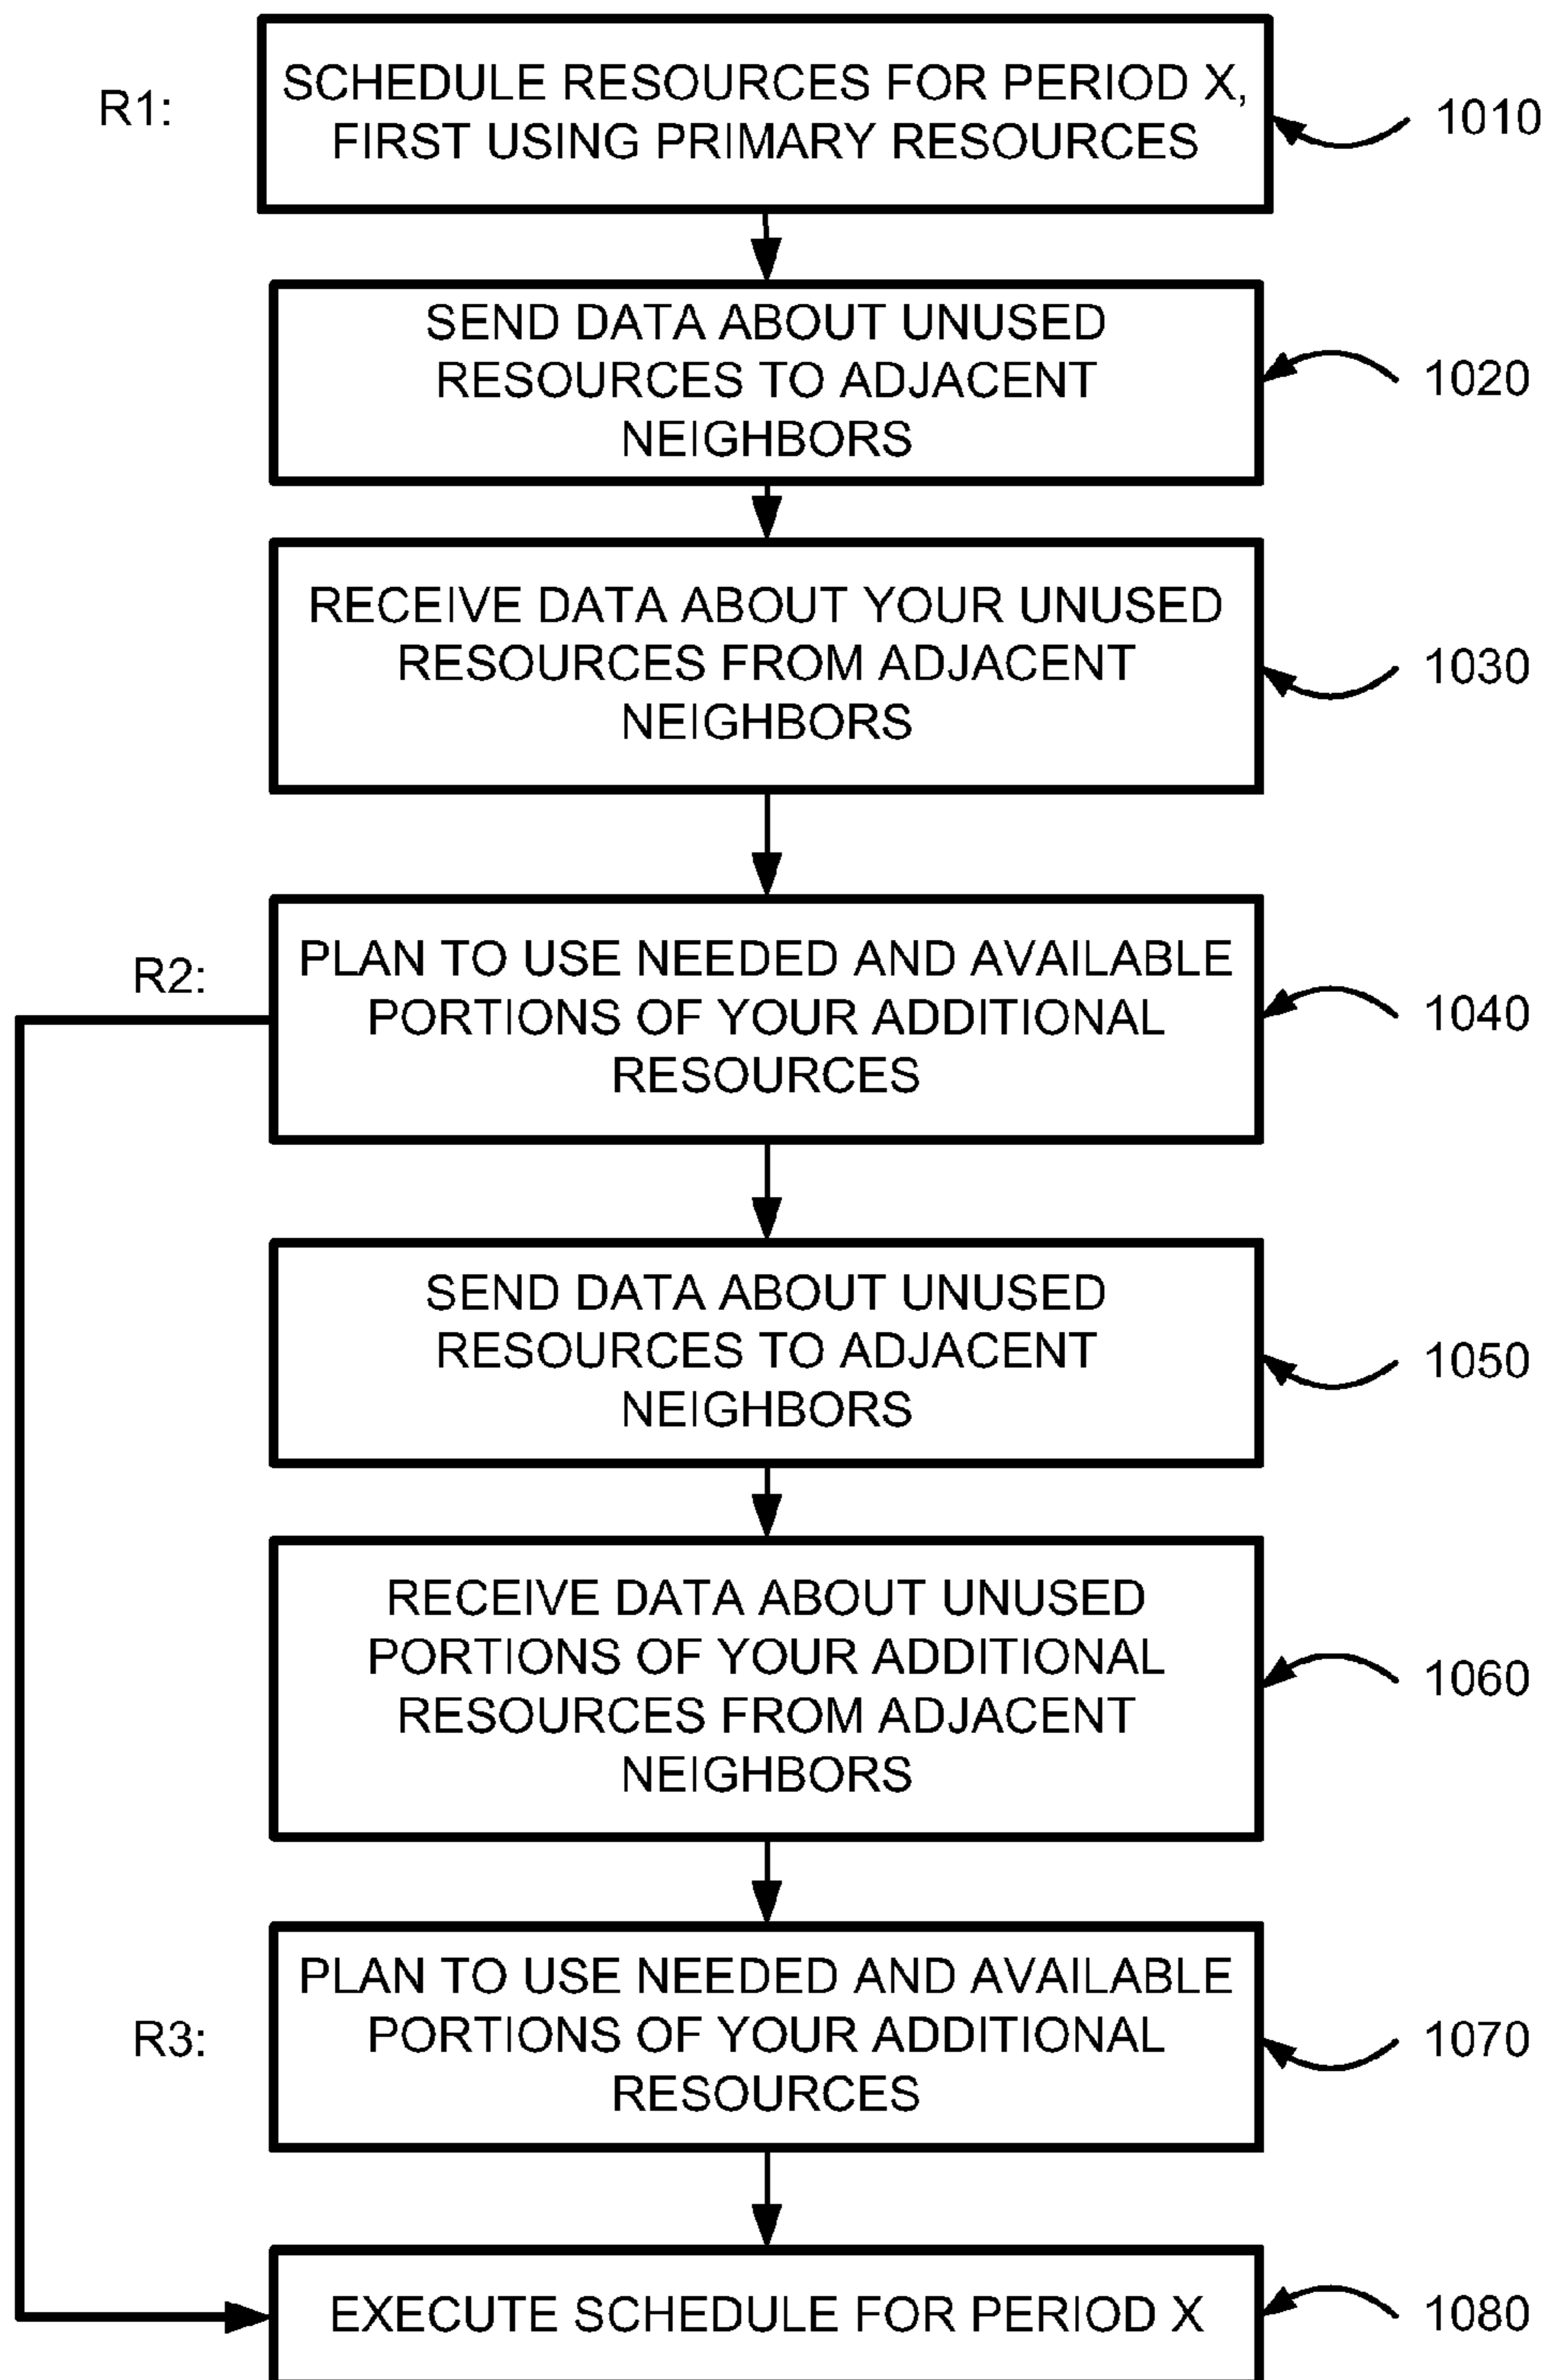 R1:
SCHEDULE RESOURCES FOR PERIOD X,
FIRST USING PRIMARY RESOURCES
1010
SEND DATA ABOUT UNUSED
RESOURCES TO ADJACENT
NEIGHBORS
1020
RECEIVE DATA ABOUT YOUR UNUSED
RESOURCES FROM ADJACENT
NEIGHBORS
1030
R2:
PLAN TO USE NEEDED AND AVAILABLE
PORTIONS OF YOUR ADDITIONAL
RESOURCES
1040
SEND DATA ABOUT UNUSED
RESOURCES TO ADJACENT
NEIGHBORS
1050
RECEIVE DATA ABOUT UNUSED
PORTIONS OF YOUR ADDITIONAL
RESOURCES FROM ADJACENT
NEIGHBORS
1060
R3:
PLAN TO USE NEEDED AND AVAILABLE
PORTIONS OF YOUR ADDITIONAL
RESOURCES
1070
EXECUTE SCHEDULE FOR PERIOD X
1080